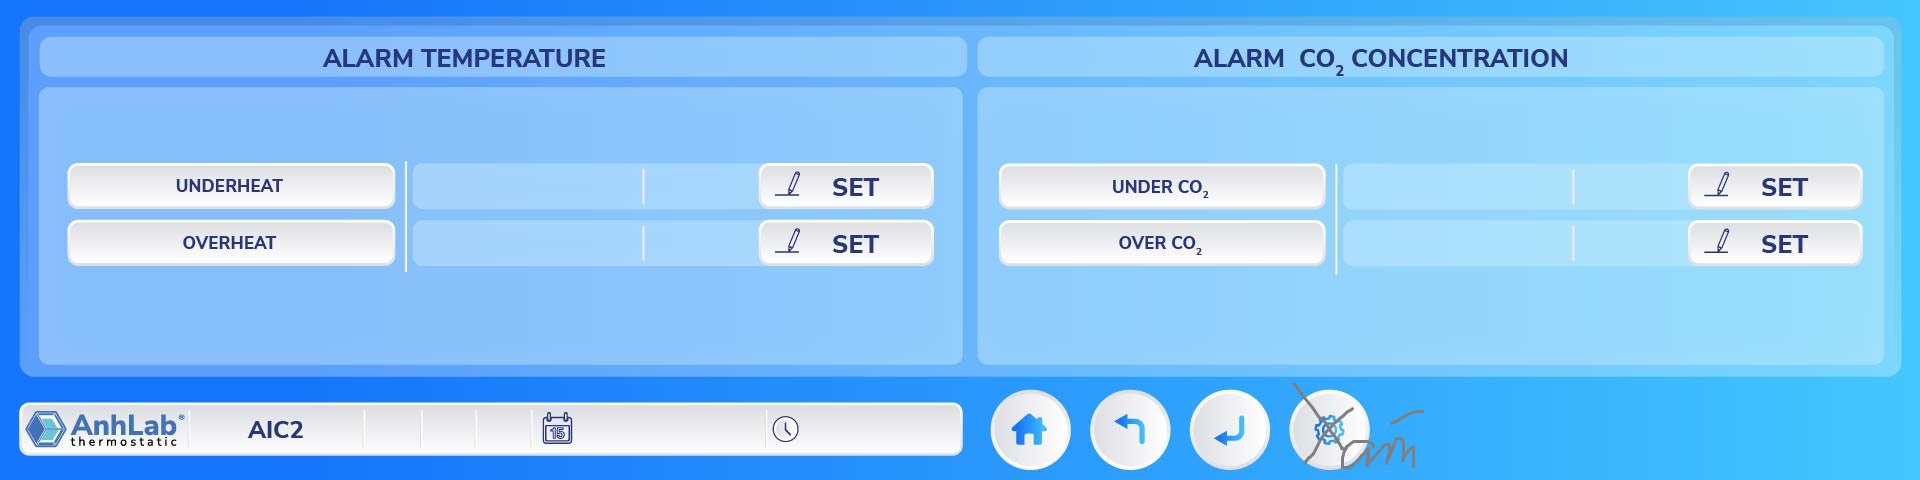 ALARM TEMPERATURE
ALARM CO₂ CONCENTRATION
UNDERHEAT
SET
OVERHEAT
SET
UNDER CO₂
SET
OVER CO₂
SET
AnhLab®
thermostatic
AIC2
15